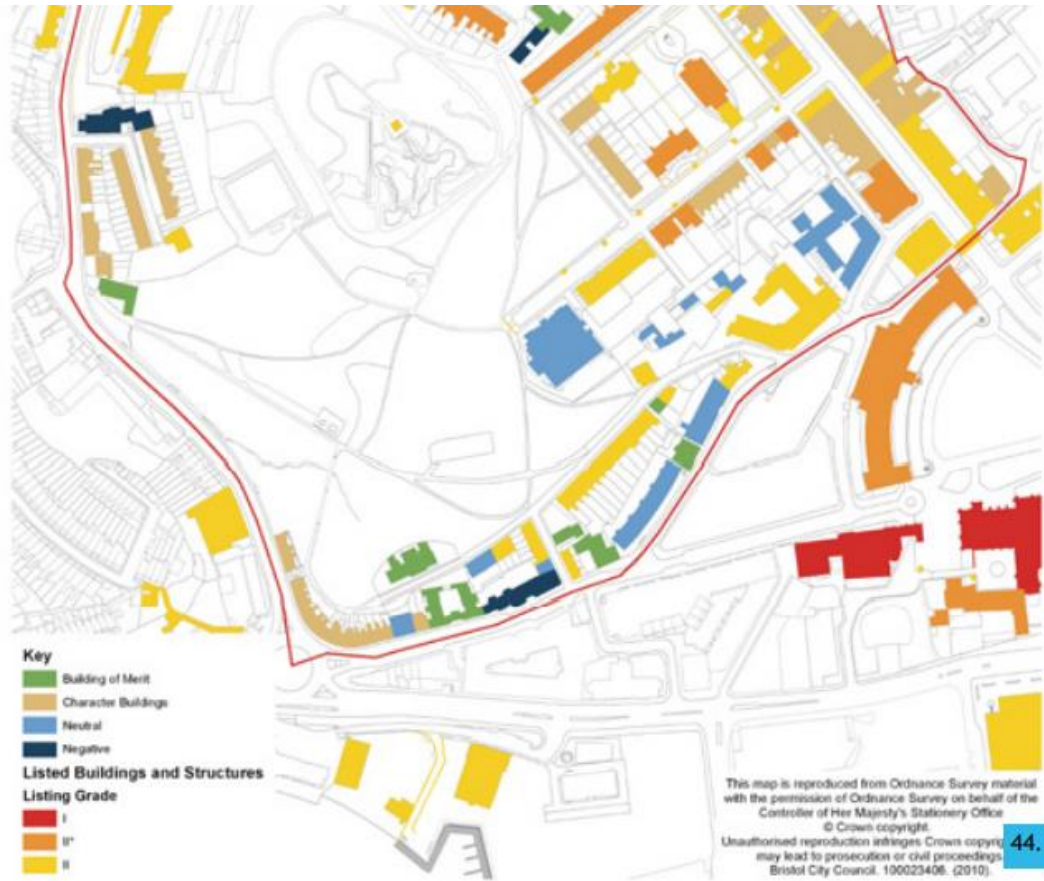 Key
Building of Merit
Character Buildings
Neutral
Negative
Listed Buildings and Structures
Listing Grade
I
II*
II
This map is reproduced from Ordnance Survey material
with the permission of Ordnance Survey on behalf of the
Controller of Her Majesty's Stationery Office
© Crown copyright.
Unauthorised reproduction infringes Crown
may lead to prosecution or civil proceedings.
Bristol City Council. 100023406. (2010).
44.